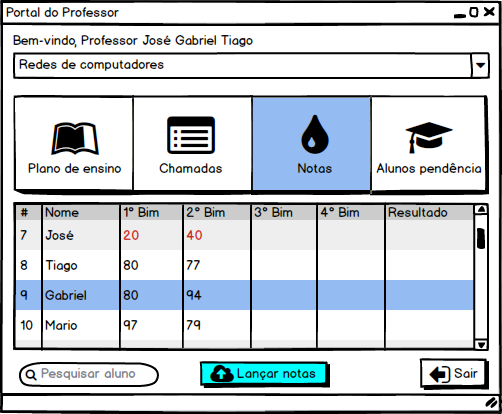 Portal do Professor
Bem-vindo, Professor José Gabriel Tiago
Redes de computadores
Plano de ensino Chamadas Notas Alunos pendência
# Nome 1° Bim 2° Bim 3° Bim 4° Bim Resultado
7 José 20 40
8 Tiago 80 77
9 Gabriel 80 94
10 Mario 97 79
Pesquisar aluno Lançar notas Sair